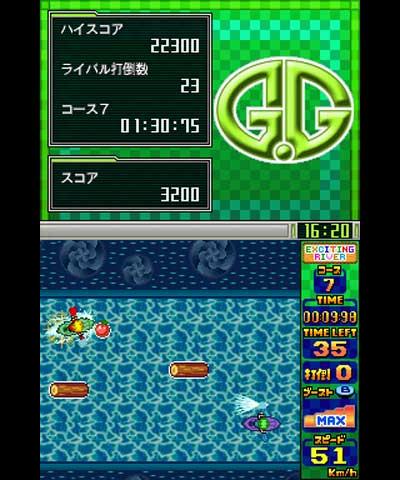 ハイスコア
22300
ライバル打倒数
23
コース7
01:30:75
G.G
スコア
3200
16:20
EXCITING
RIVER
コース
7
TIME
00:09:98
TIME LEFT
35
打倒 0
ブースト B
MAX
スピード
51
Km/h